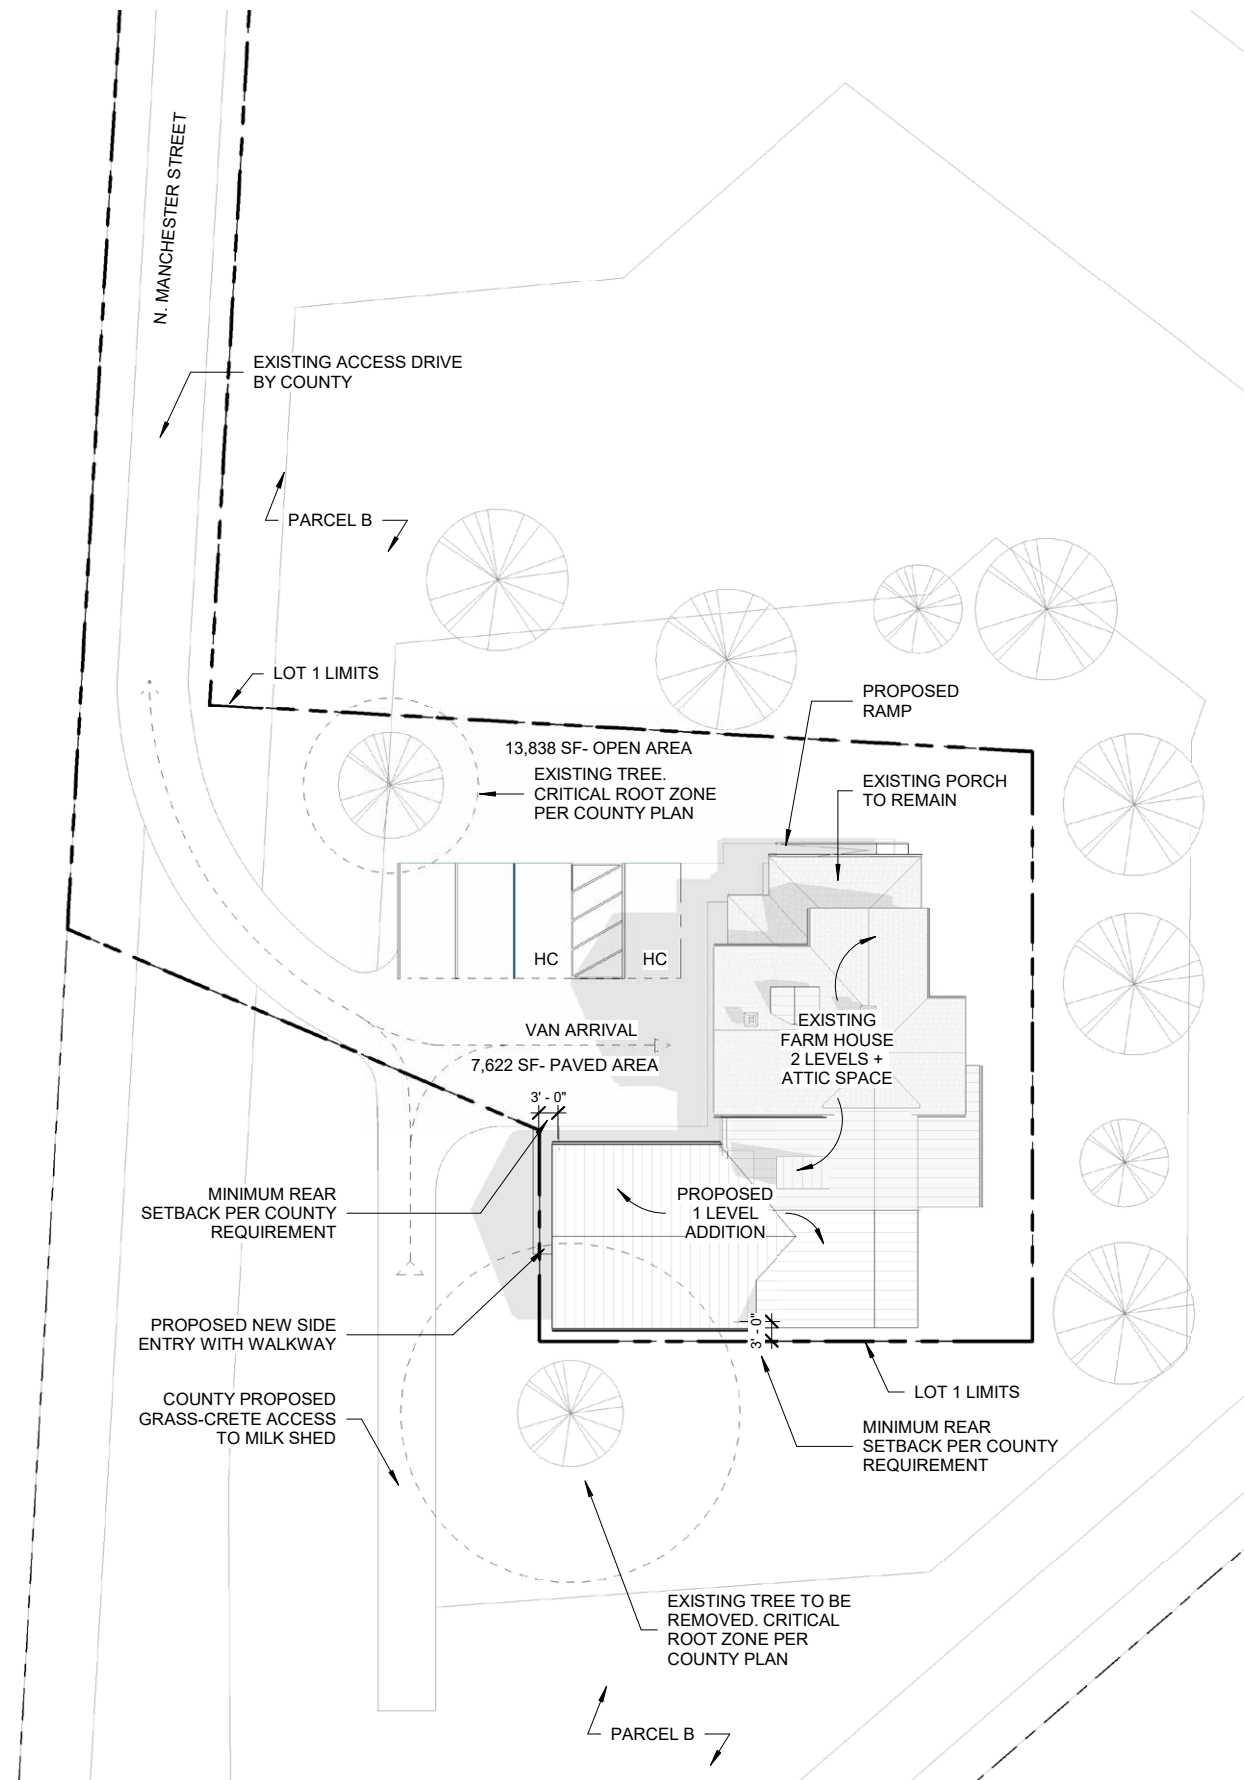 N. MANCHESTER STREET
EXISTING ACCESS DRIVE
BY COUNTY
PARCEL B
LOT 1 LIMITS
PROPOSED
RAMP
13,838 SF- OPEN AREA
EXISTING TREE.
CRITICAL ROOT ZONE
PER COUNTY PLAN
EXISTING PORCH
TO REMAIN
HC
HC
VAN ARRIVAL
7,622 SF- PAVED AREA
EXISTING
FARM HOUSE
2 LEVELS +
ATTIC SPACE
3' - 0"
MINIMUM REAR
SETBACK PER COUNTY
REQUIREMENT
PROPOSED
1 LEVEL
ADDITION
PROPOSED NEW SIDE
ENTRY WITH WALKWAY
3' - 0"
COUNTY PROPOSED
GRASS-CRETE ACCESS
TO MILK SHED
LOT 1 LIMITS
MINIMUM REAR
SETBACK PER COUNTY
REQUIREMENT
EXISTING TREE TO BE
REMOVED. CRITICAL
ROOT ZONE PER
COUNTY PLAN
PARCEL B